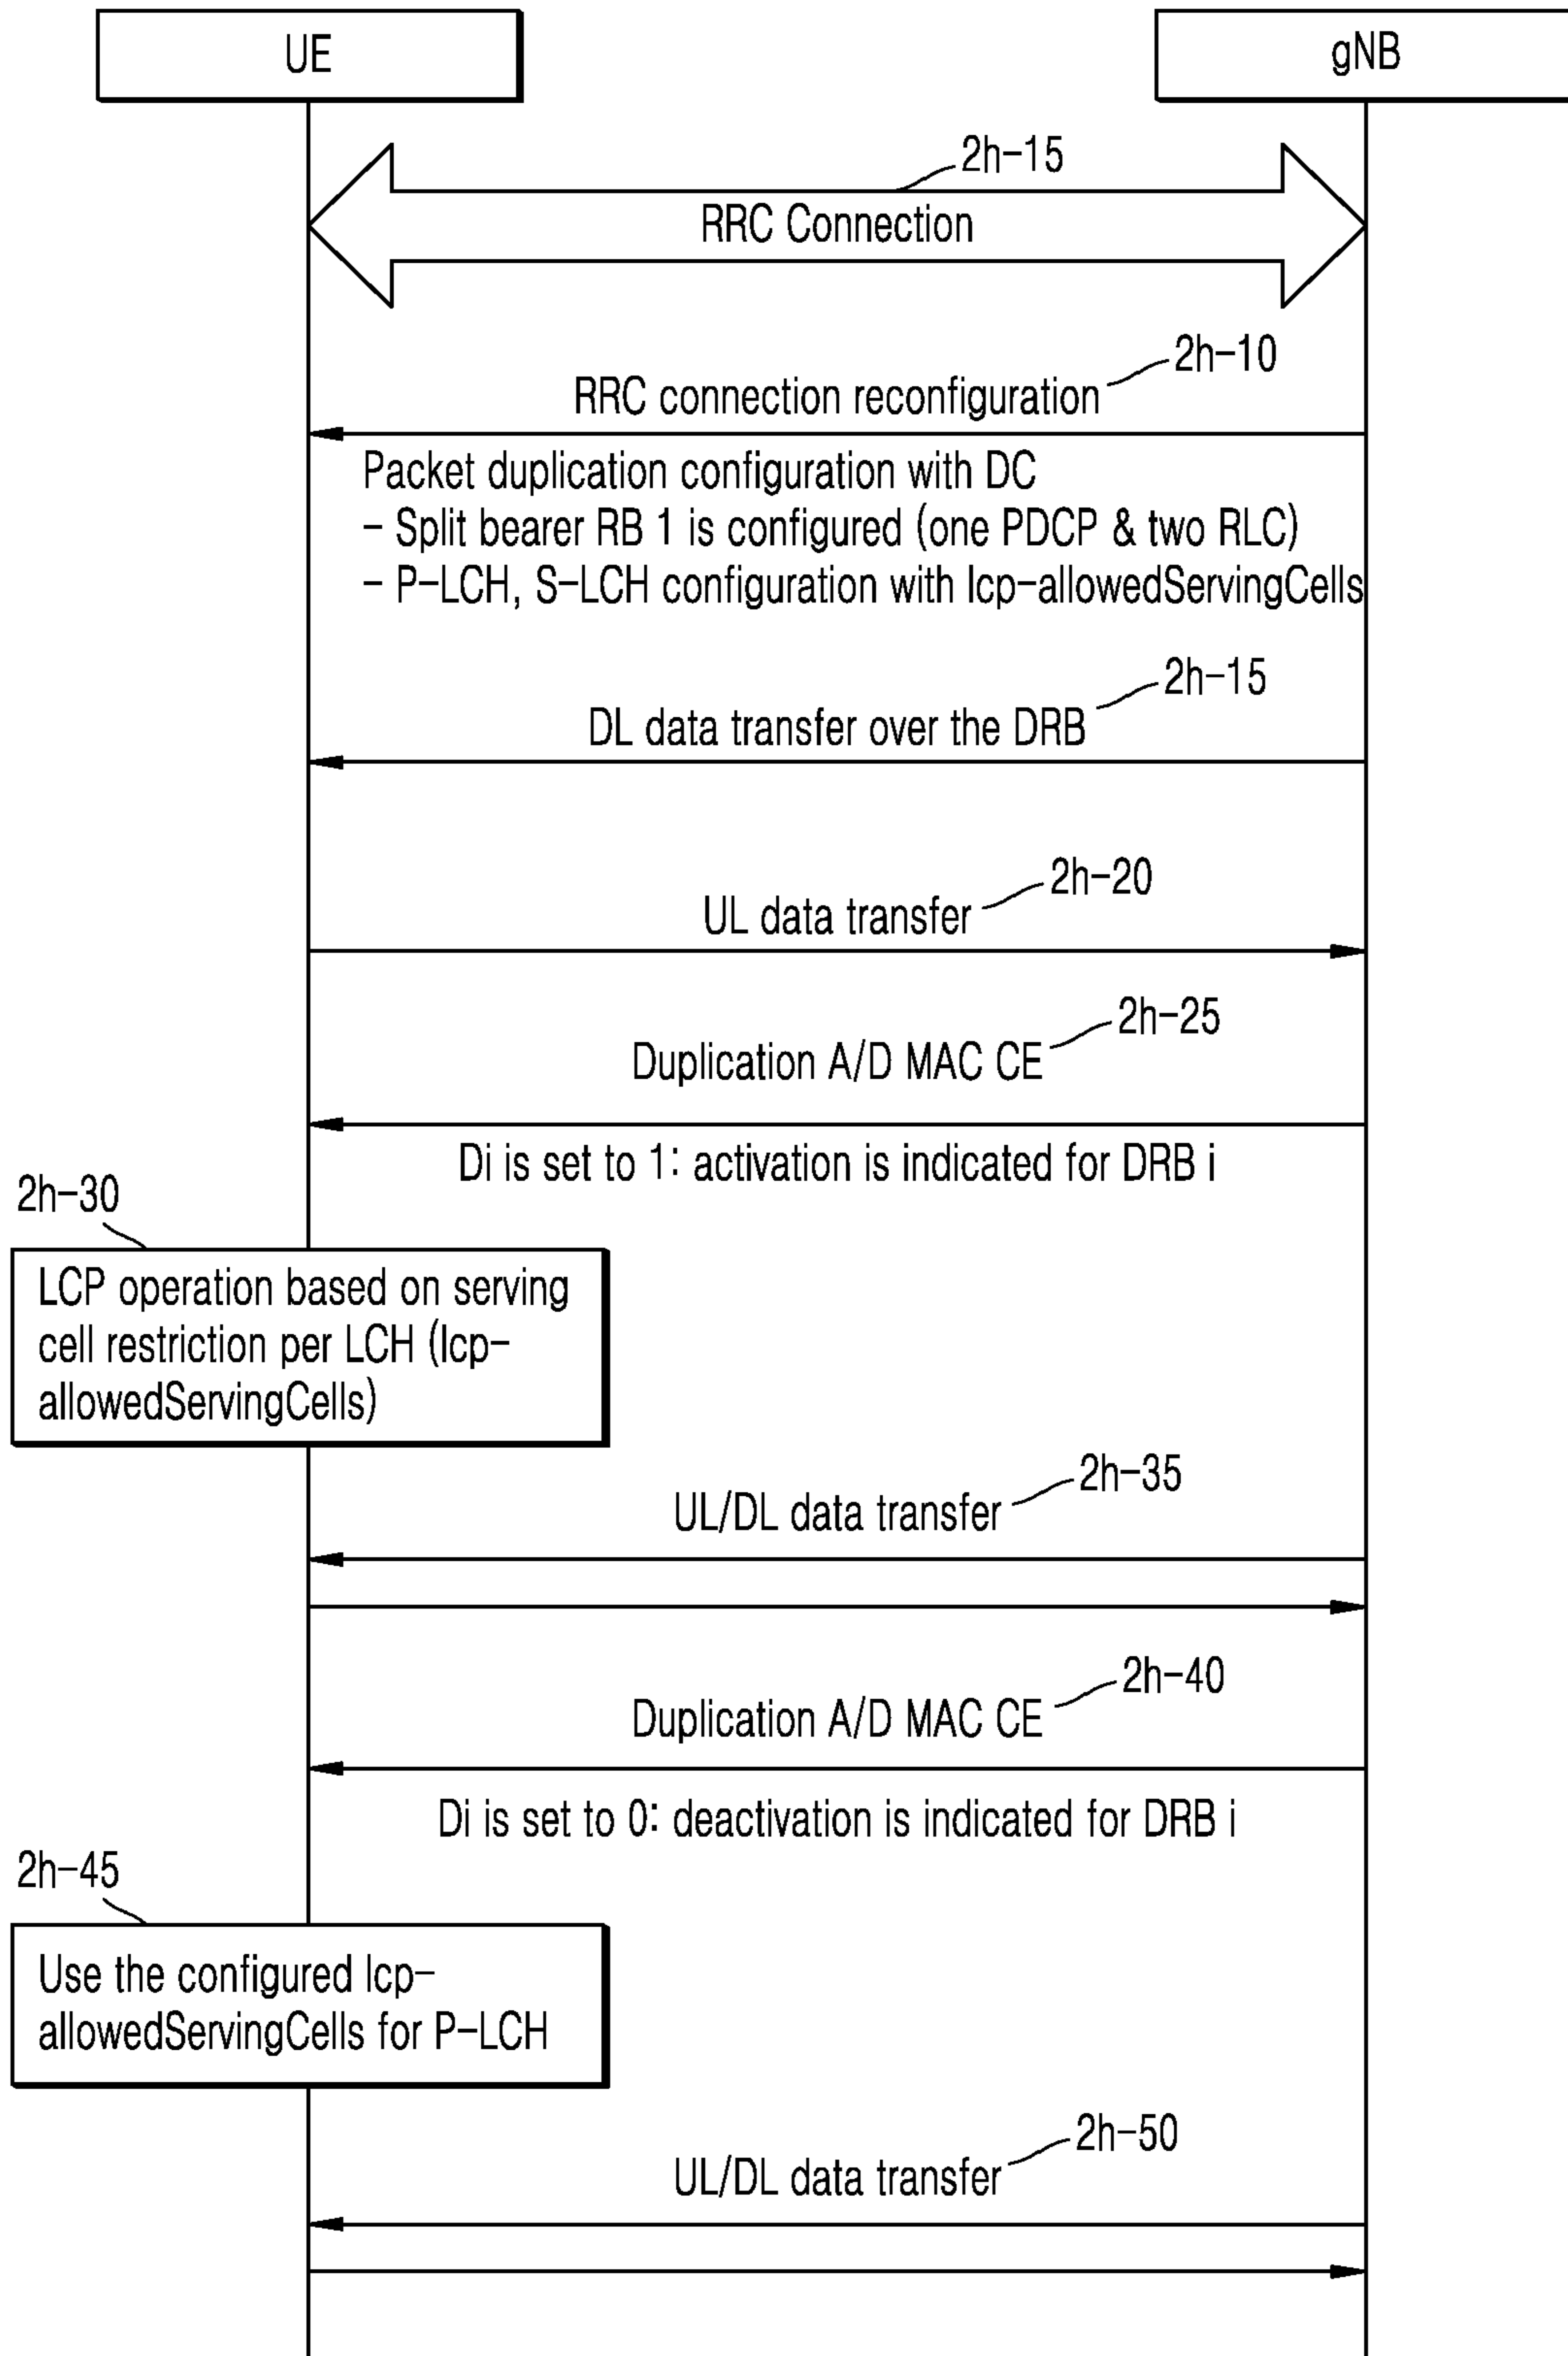 UE
gNB
2h-15
RRC Connection
2h-10
RRC connection reconfiguration
Packet duplication configuration with DC
- Split bearer RB 1 is configured (one PDCP & two RLC)
- P-LCH, S-LCH configuration with lcp-allowedServingCells
2h-15
DL data transfer over the DRB
2h-20
UL data transfer
2h-25
Duplication A/D MAC CE
Di is set to 1: activation is indicated for DRB i
2h-30
LCP operation based on serving
cell restriction per LCH (lcp-
allowedServingCells)
2h-35
UL/DL data transfer
2h-40
Duplication A/D MAC CE
Di is set to 0: deactivation is indicated for DRB i
2h-45
Use the configured lcp-
allowedServingCells for P-LCH
2h-50
UL/DL data transfer